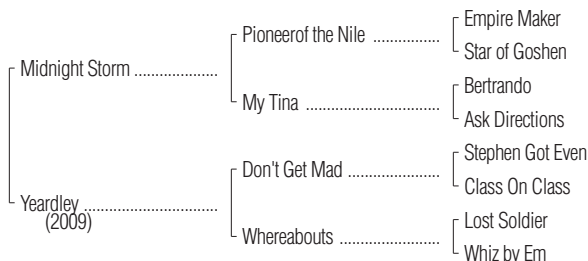 Empire Maker
Pioneerof the Nile ................
Star of Goshen
Midnight Storm ....................
Bertrando
My Tina ................................
Ask Directions
Stephen Got Even
Don't Get Mad ......................
Class On Class
Yeardley ................................
(2009)
Lost Soldier
Whereabouts ........................
Whiz by Em